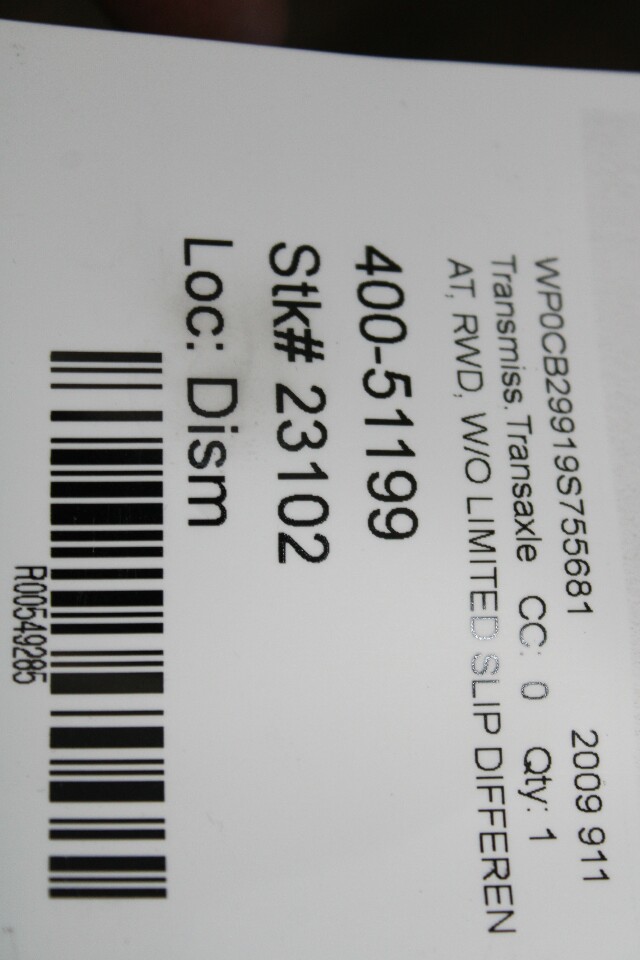 WP0CB29919S755681 2009 911
Transmiss.Transaxle CC: 0 Qty: 1
AT, RWD, W/O LIMITED SLIP DIFFEREN
400-51199
Stk# 23102
Loc: Dism
R00549285